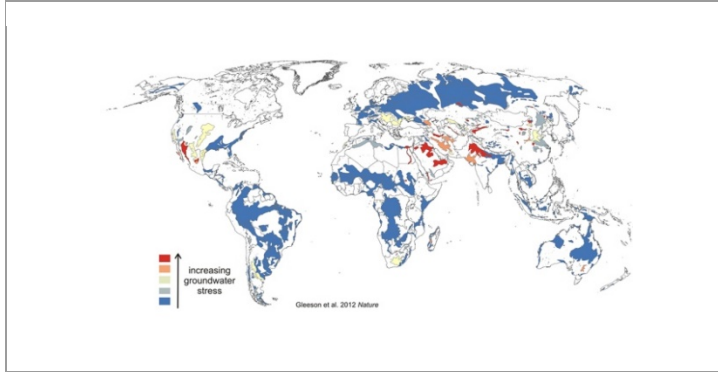 increasing
groundwater
stress
Gleeson et al. 2012 Nature